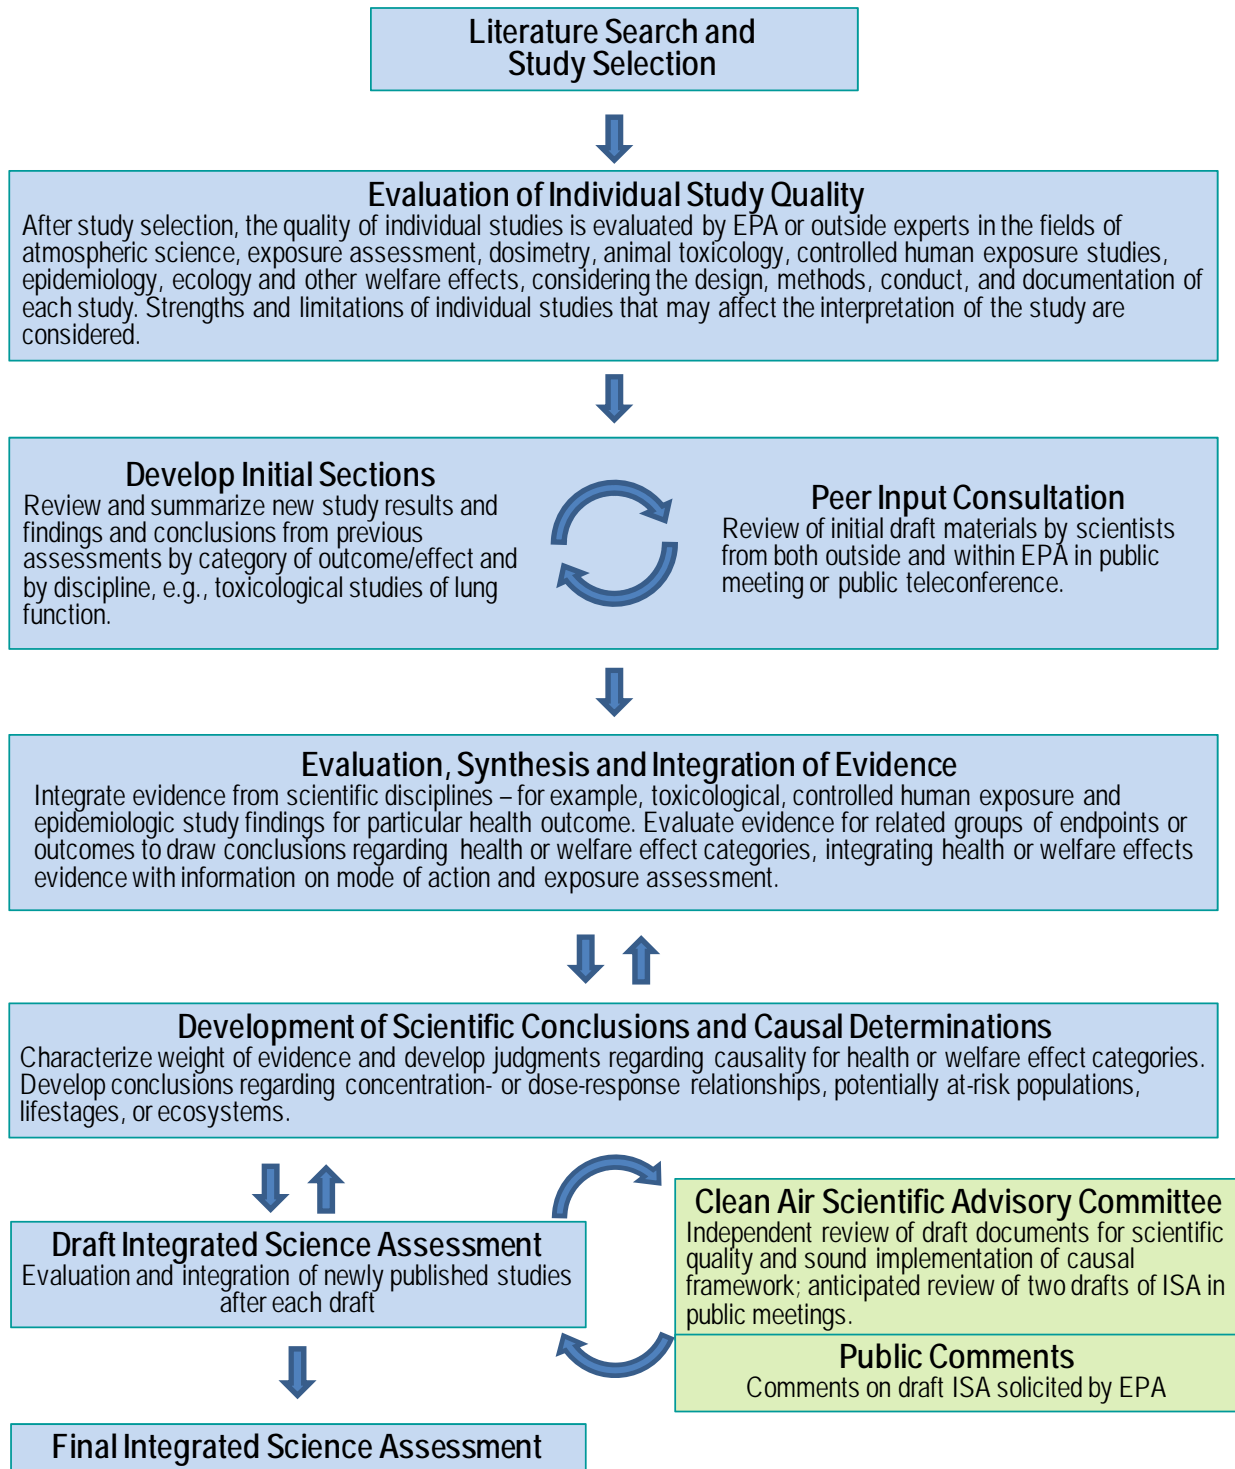 Literature Search and
Study Selection
Evaluation of Individual Study Quality
After study selection, the quality of individual studies is evaluated by EPA or outside experts in the fields of
atmospheric science, exposure assessment, dosimetry, animal toxicology, controlled human exposure studies,
epidemiology, ecology and other welfare effects, considering the design, methods, conduct, and documentation of
each study. Strengths and limitations of individual studies that may affect the interpretation of the study are
considered.
Develop Initial Sections
Review and summarize new study results and
findings and conclusions from previous
assessments by category of outcome/effect and
by discipline, e.g., toxicological studies of lung
function.
Peer Input Consultation
Review of initial draft materials by scientists
from both outside and within EPA in public
meeting or public teleconference.
Evaluation, Synthesis and Integration of Evidence
Integrate evidence from scientific disciplines – for example, toxicological, controlled human exposure and
epidemiologic study findings for particular health outcome. Evaluate evidence for related groups of endpoints or
outcomes to draw conclusions regarding health or welfare effect categories, integrating health or welfare effects
evidence with information on mode of action and exposure assessment.
Development of Scientific Conclusions and Causal Determinations
Characterize weight of evidence and develop judgments regarding causality for health or welfare effect categories.
Develop conclusions regarding concentration- or dose-response relationships, potentially at-risk populations,
lifestages, or ecosystems.
Draft Integrated Science Assessment
Evaluation and integration of newly published studies
after each draft
Clean Air Scientific Advisory Committee
Independent review of draft documents for scientific
quality and sound implementation of causal
framework; anticipated review of two drafts of ISA in
public meetings.
Public Comments
Comments on draft ISA solicited by EPA
Final Integrated Science Assessment